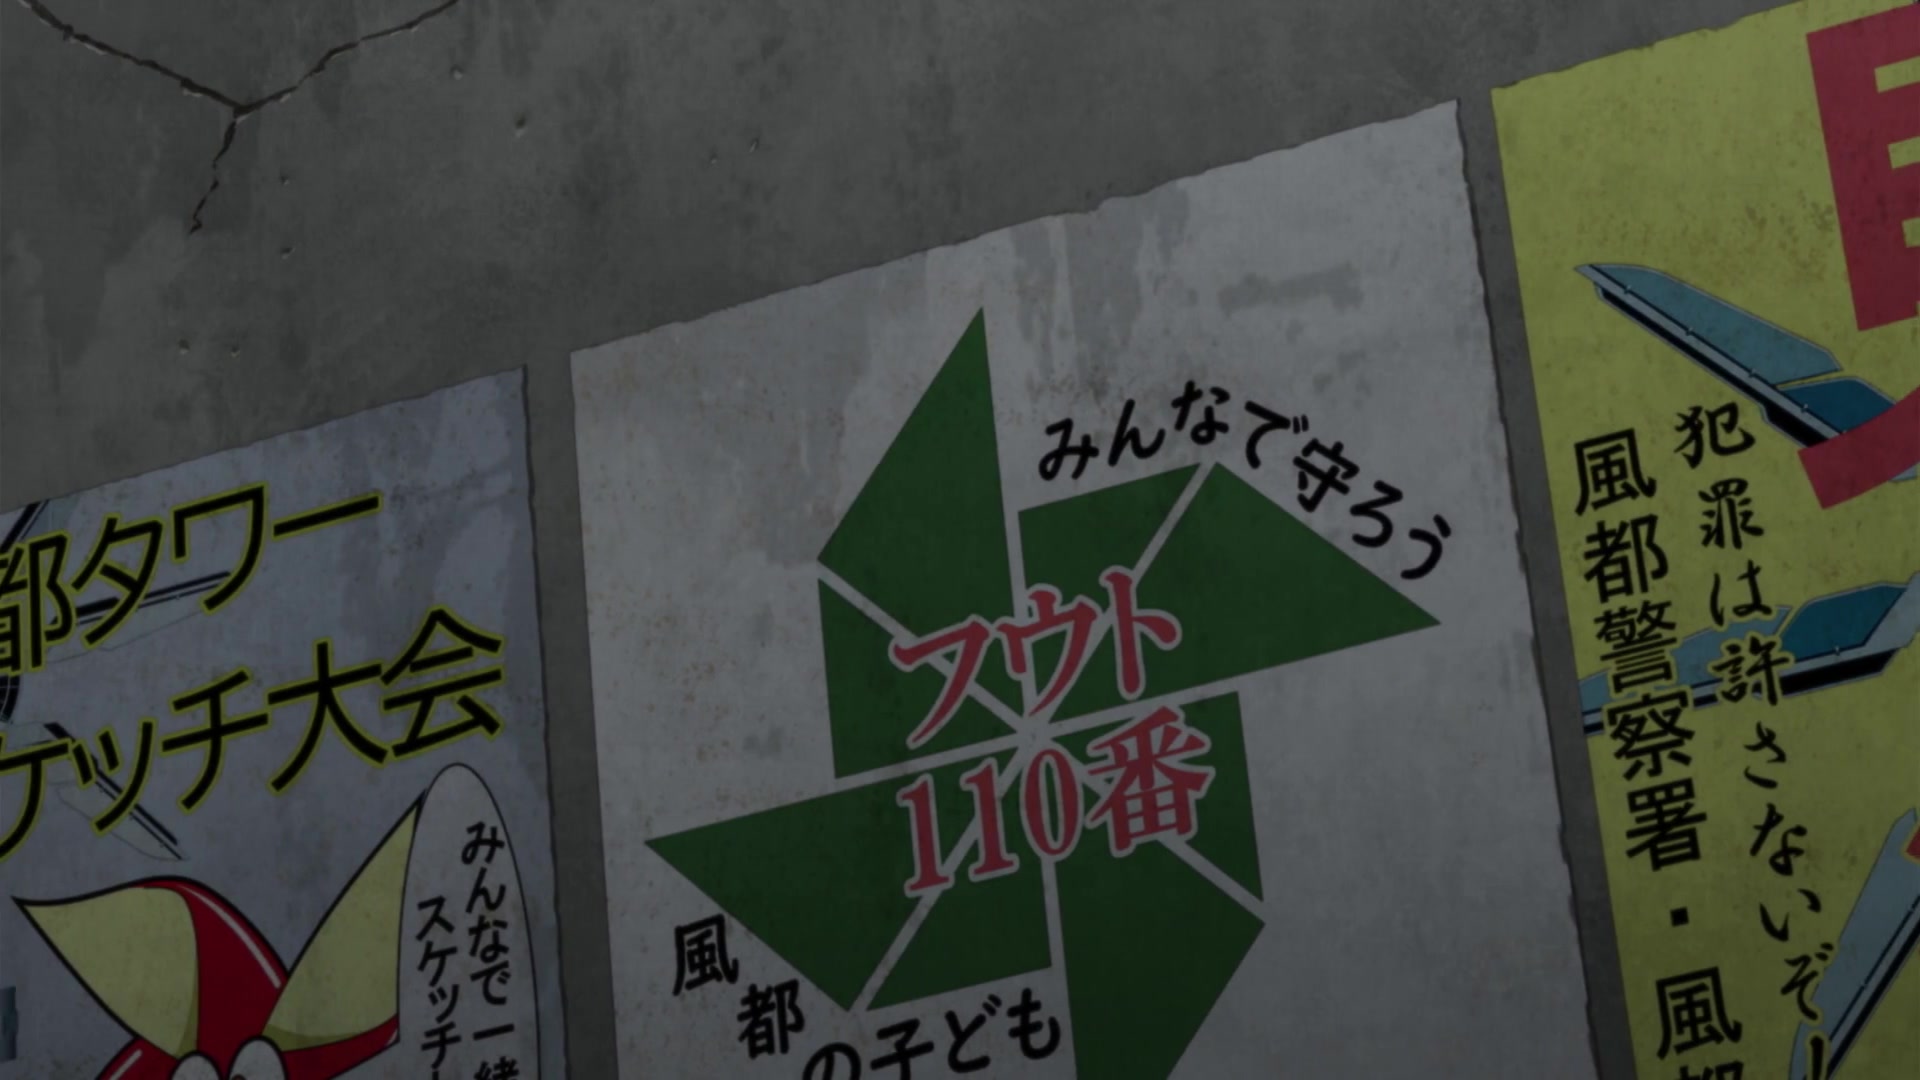 都タワー
ケッチ大会
みんなで一緒
スケッチ
みんなで守ろう
フウト
110番
風都の子ども
犯罪は許さないぞ！
風都警察署・風都